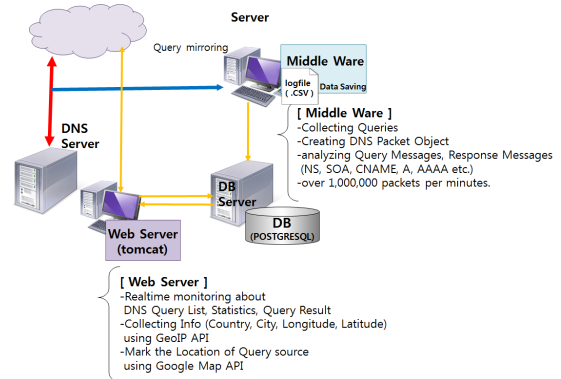 Server
Query mirroring
Middle Ware
logfile
( .CSV )
Data Saving
[ Middle Ware ]
-Collecting Queries
-Creating DNS Packet Object
-analyzing Query Messages, Response Messages
(NS, SOA, CNAME, A, AAAA etc.)
-over 1,000,000 packets per minutes.
DNS
Server
DB
Server
DB
(POSTGRESQL)
Web Server
(tomcat)
[ Web Server ]
-Realtime monitoring about
DNS Query List, Statistics, Query Result
-Collecting Info (Country, City, Longitude, Latitude)
using GeoIP API
-Mark the Location of Query source
using Google Map API